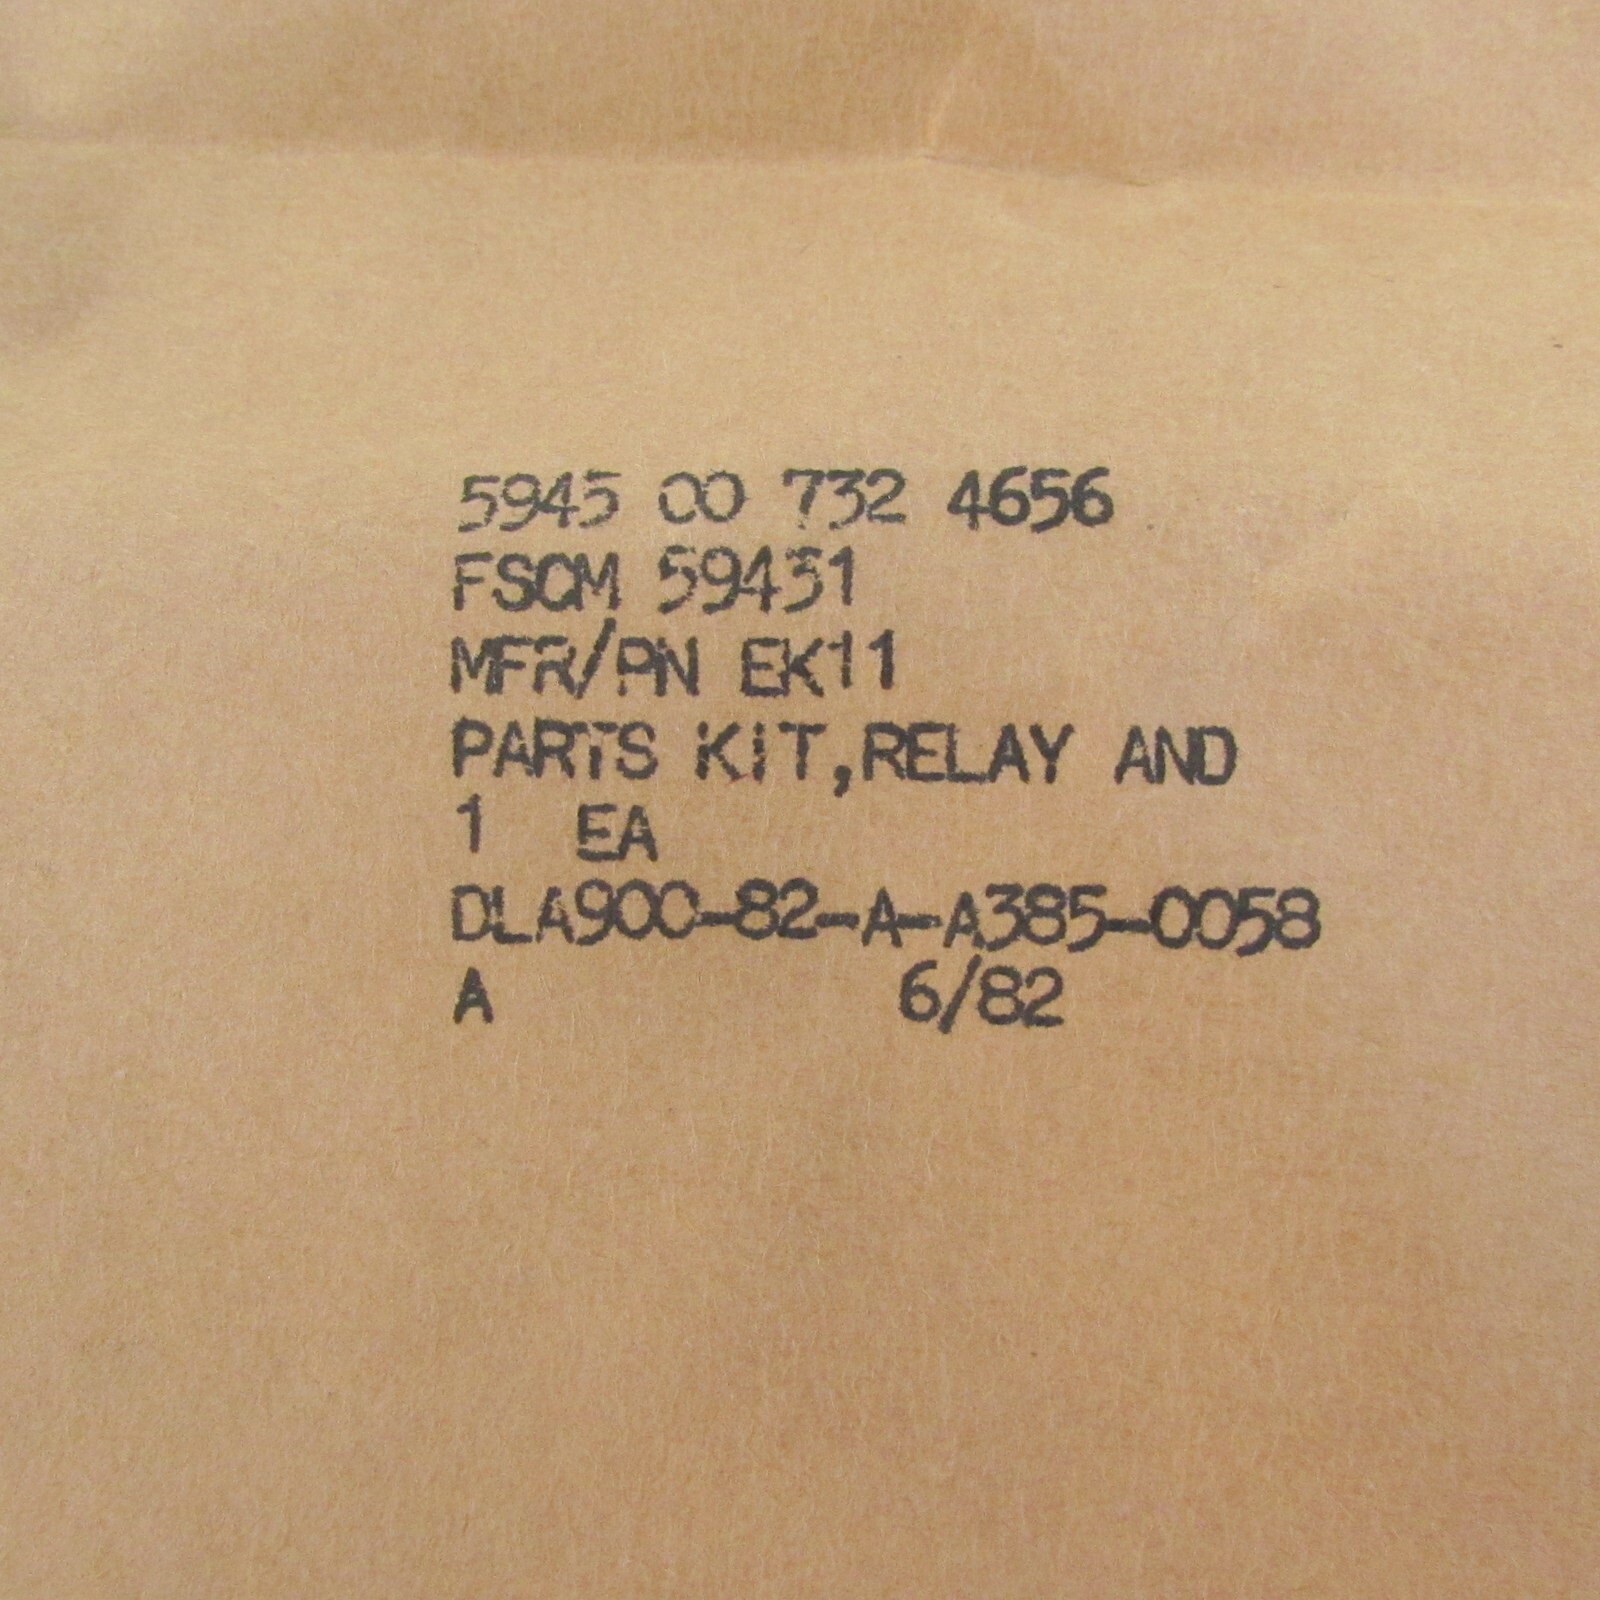 5945 00 732 4656
FSCM 59431
MFR/PN EK11
PARTS KIT,RELAY AND
1 EA
DLA900-82-A-A385-0058
A 6/82